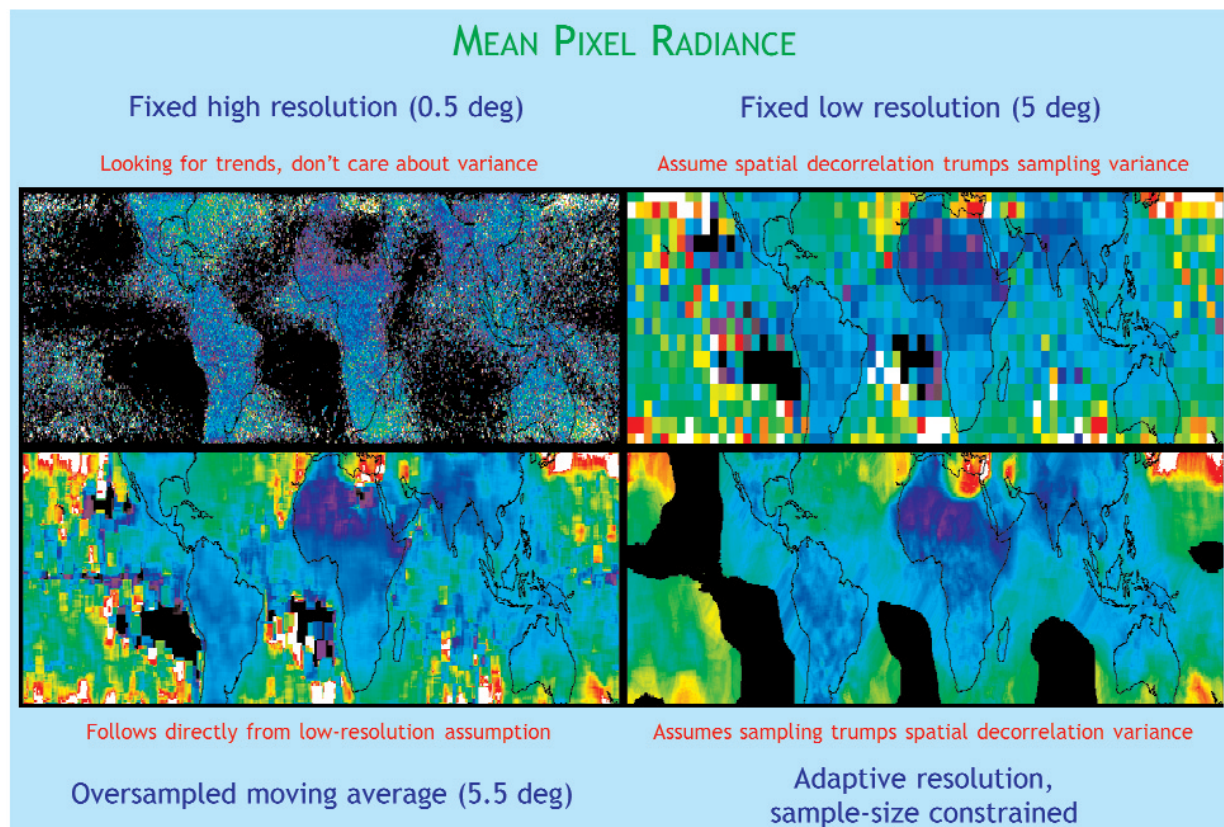 MEAN PIXEL RADIANCE
Fixed high resolution (0.5 deg)
Fixed low resolution (5 deg)
Looking for trends, don't care about variance
Assume spatial decorrelation trumps sampling variance
Follows directly from low-resolution assumption
Assumes sampling trumps spatial decorrelation variance
Oversampled moving average (5.5 deg)
Adaptive resolution,
sample-size constrained